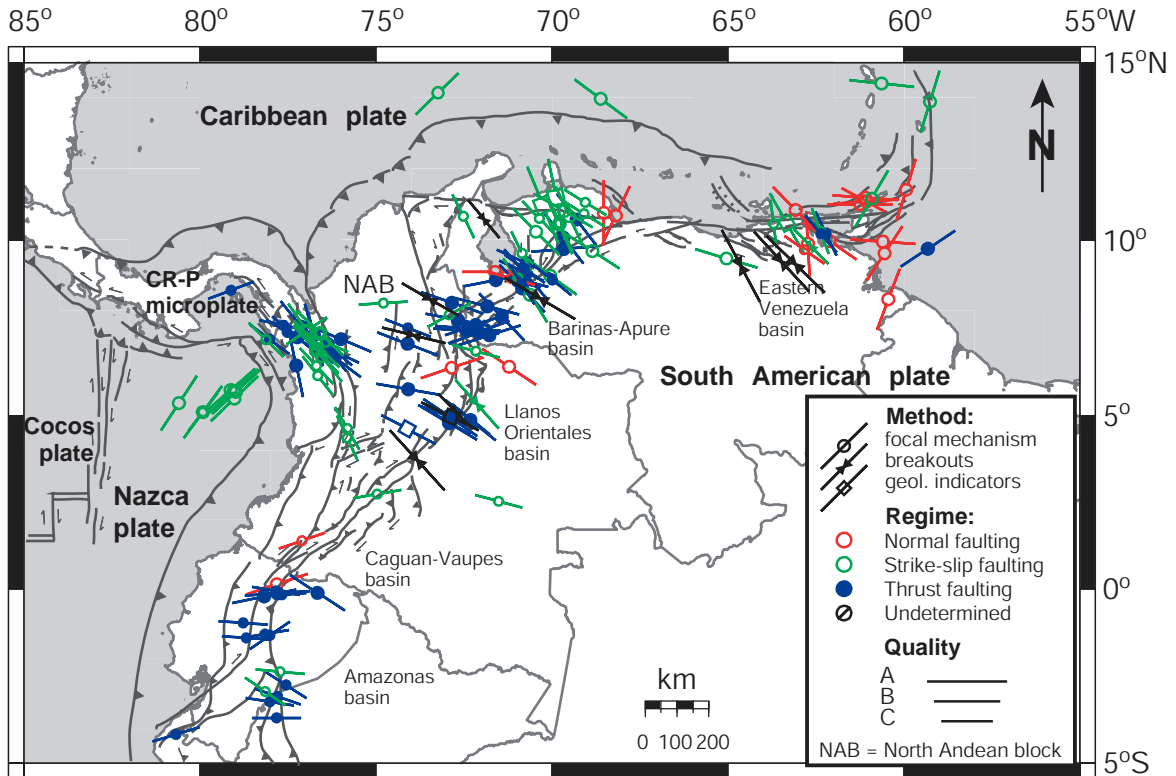 85°
80°
75°
70°
65°
60°
55°W
15°N
Caribbean plate
N
10°
CR-P
microplate
NAB
Eastern
Venezuela
basin
Barinas-Apure
basin
South American plate
Cocos
plate
Llanos
Orientales
basin
5°
Nazca
plate
Caguan-Vaupes
basin
0°
Amazonas
basin
km
0 100 200
5°S
Method:
focal mechanism
breakouts
geol. indicators
Regime:
Normal faulting
Strike-slip faulting
Thrust faulting
Undetermined
Quality
A
B
C
NAB = North Andean block